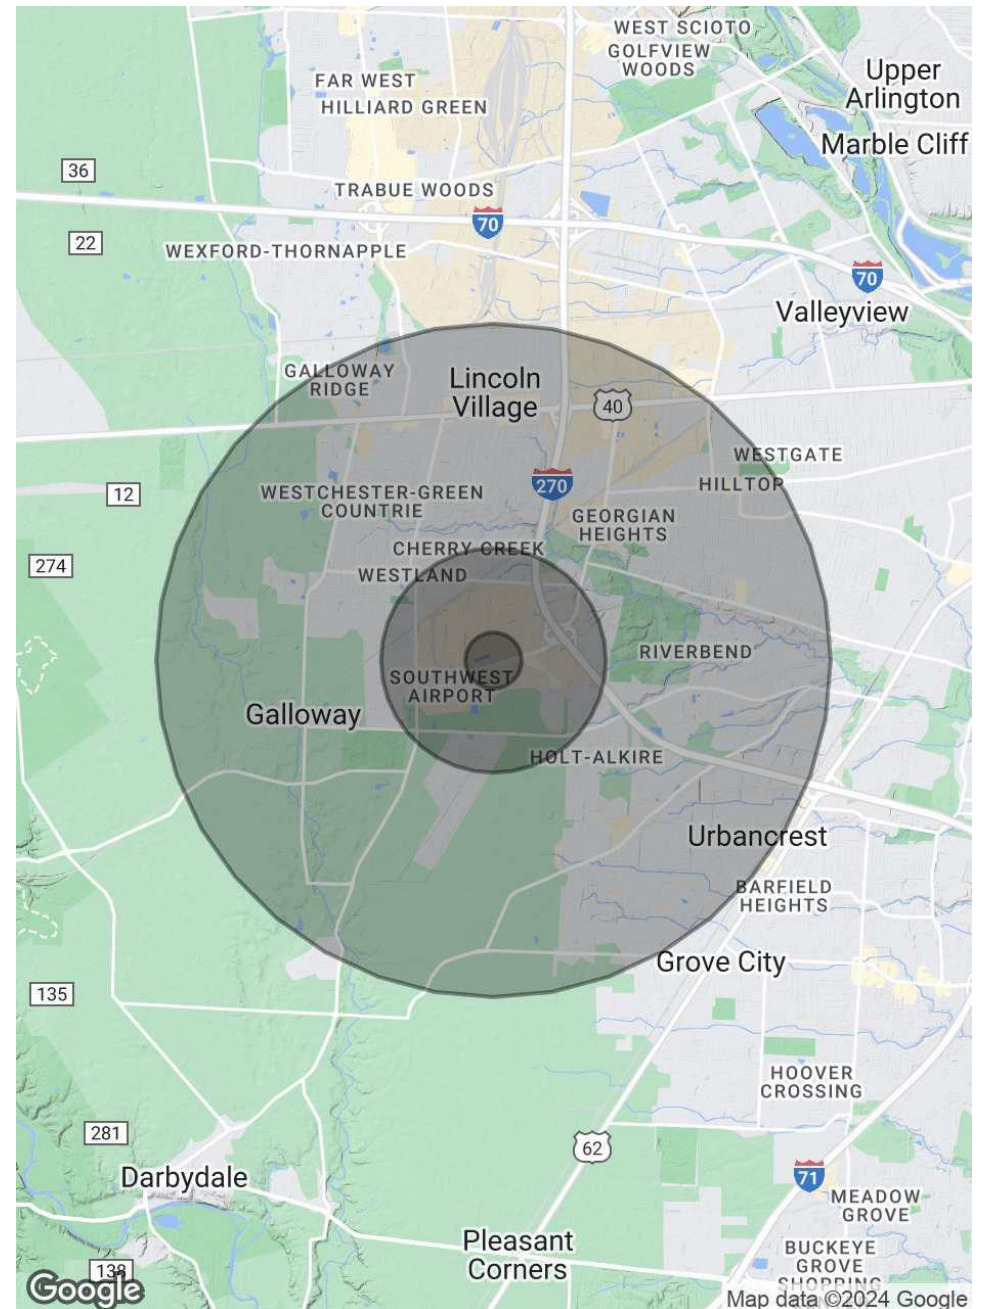 WEST SCIOTO
GOLFVIEW
WOODS
Upper
Arlington
FAR WEST
HILLIARD GREEN
Marble Cliff
36
TRABUE WOODS
70
22
WEXFORD-THORNAPPLE
70
Valleyview
GALLOWAY
RIDGE
Lincoln
Village
40
WESTGATE
HILLTOP
270
12
WESTCHESTER-GREEN
COUNTRIE
GEORGIAN
HEIGHTS
CHERRY CREEK
274
WESTLAND
RIVERBEND
SOUTHWEST
AIRPORT
Galloway
HOLT-ALKIRE
Urbancrest
BARFIELD
HEIGHTS
Grove City
135
HOOVER
CROSSING
281
62
Darbydale
71
MEADOW
GROVE
Pleasant
Corners
BUCKEYE
GROVE
SHOPPING
138
Google
Map data ©2024 Google